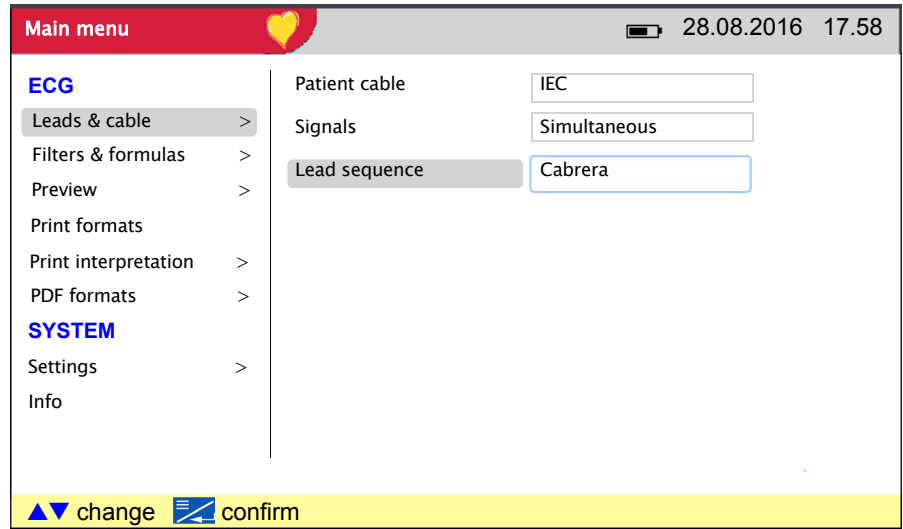 Main menu 28.08.2016 17.58
ECG
Leads & cable >
Filters & formulas >
Preview >
Print formats
Print interpretation >
PDF formats >
SYSTEM
Settings >
Info
Patient cable IEC
Signals Simultaneous
Lead sequence Cabrera
▲▼ change confirm